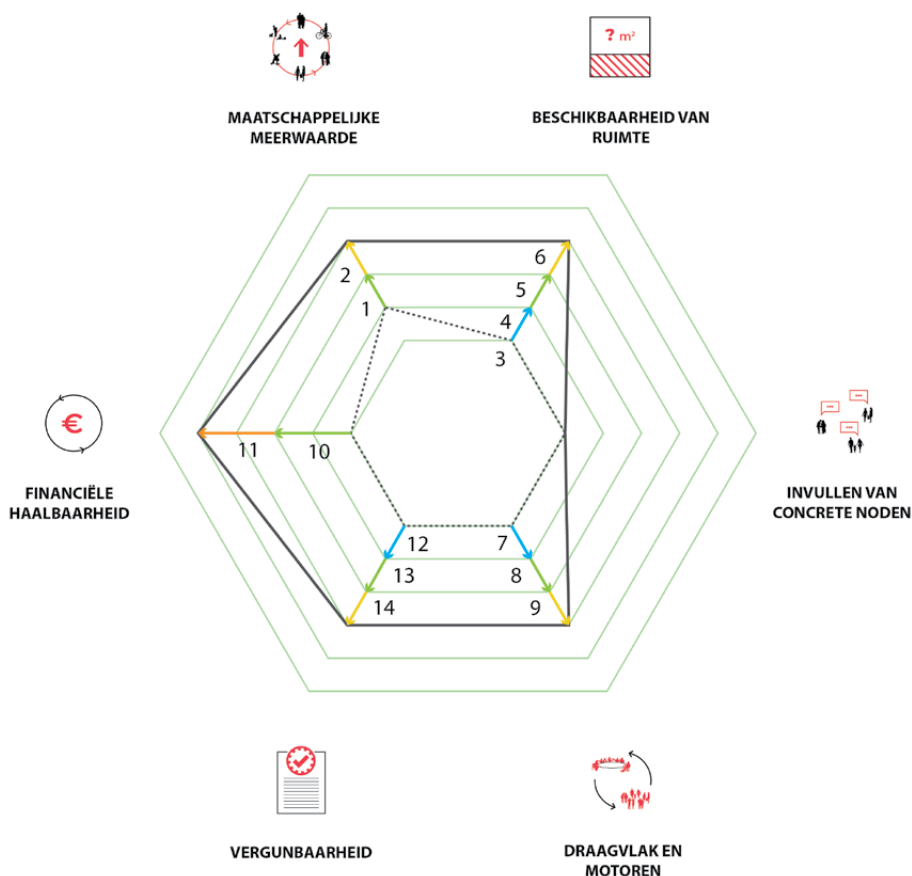 ? m²
MAATSCHAPPELIJKE
MEERWAARDE
BESCHIKBAARHEID VAN
RUIMTE
6
2
5
1
4
3
€
11
10
FINANCIËLE
HAALBAARHEID
INVULLEN VAN
CONCRETE NODEN
12
7
13
8
14
9
VERGUNBAARHEID
DRAAGVLAK EN
MOTOREN